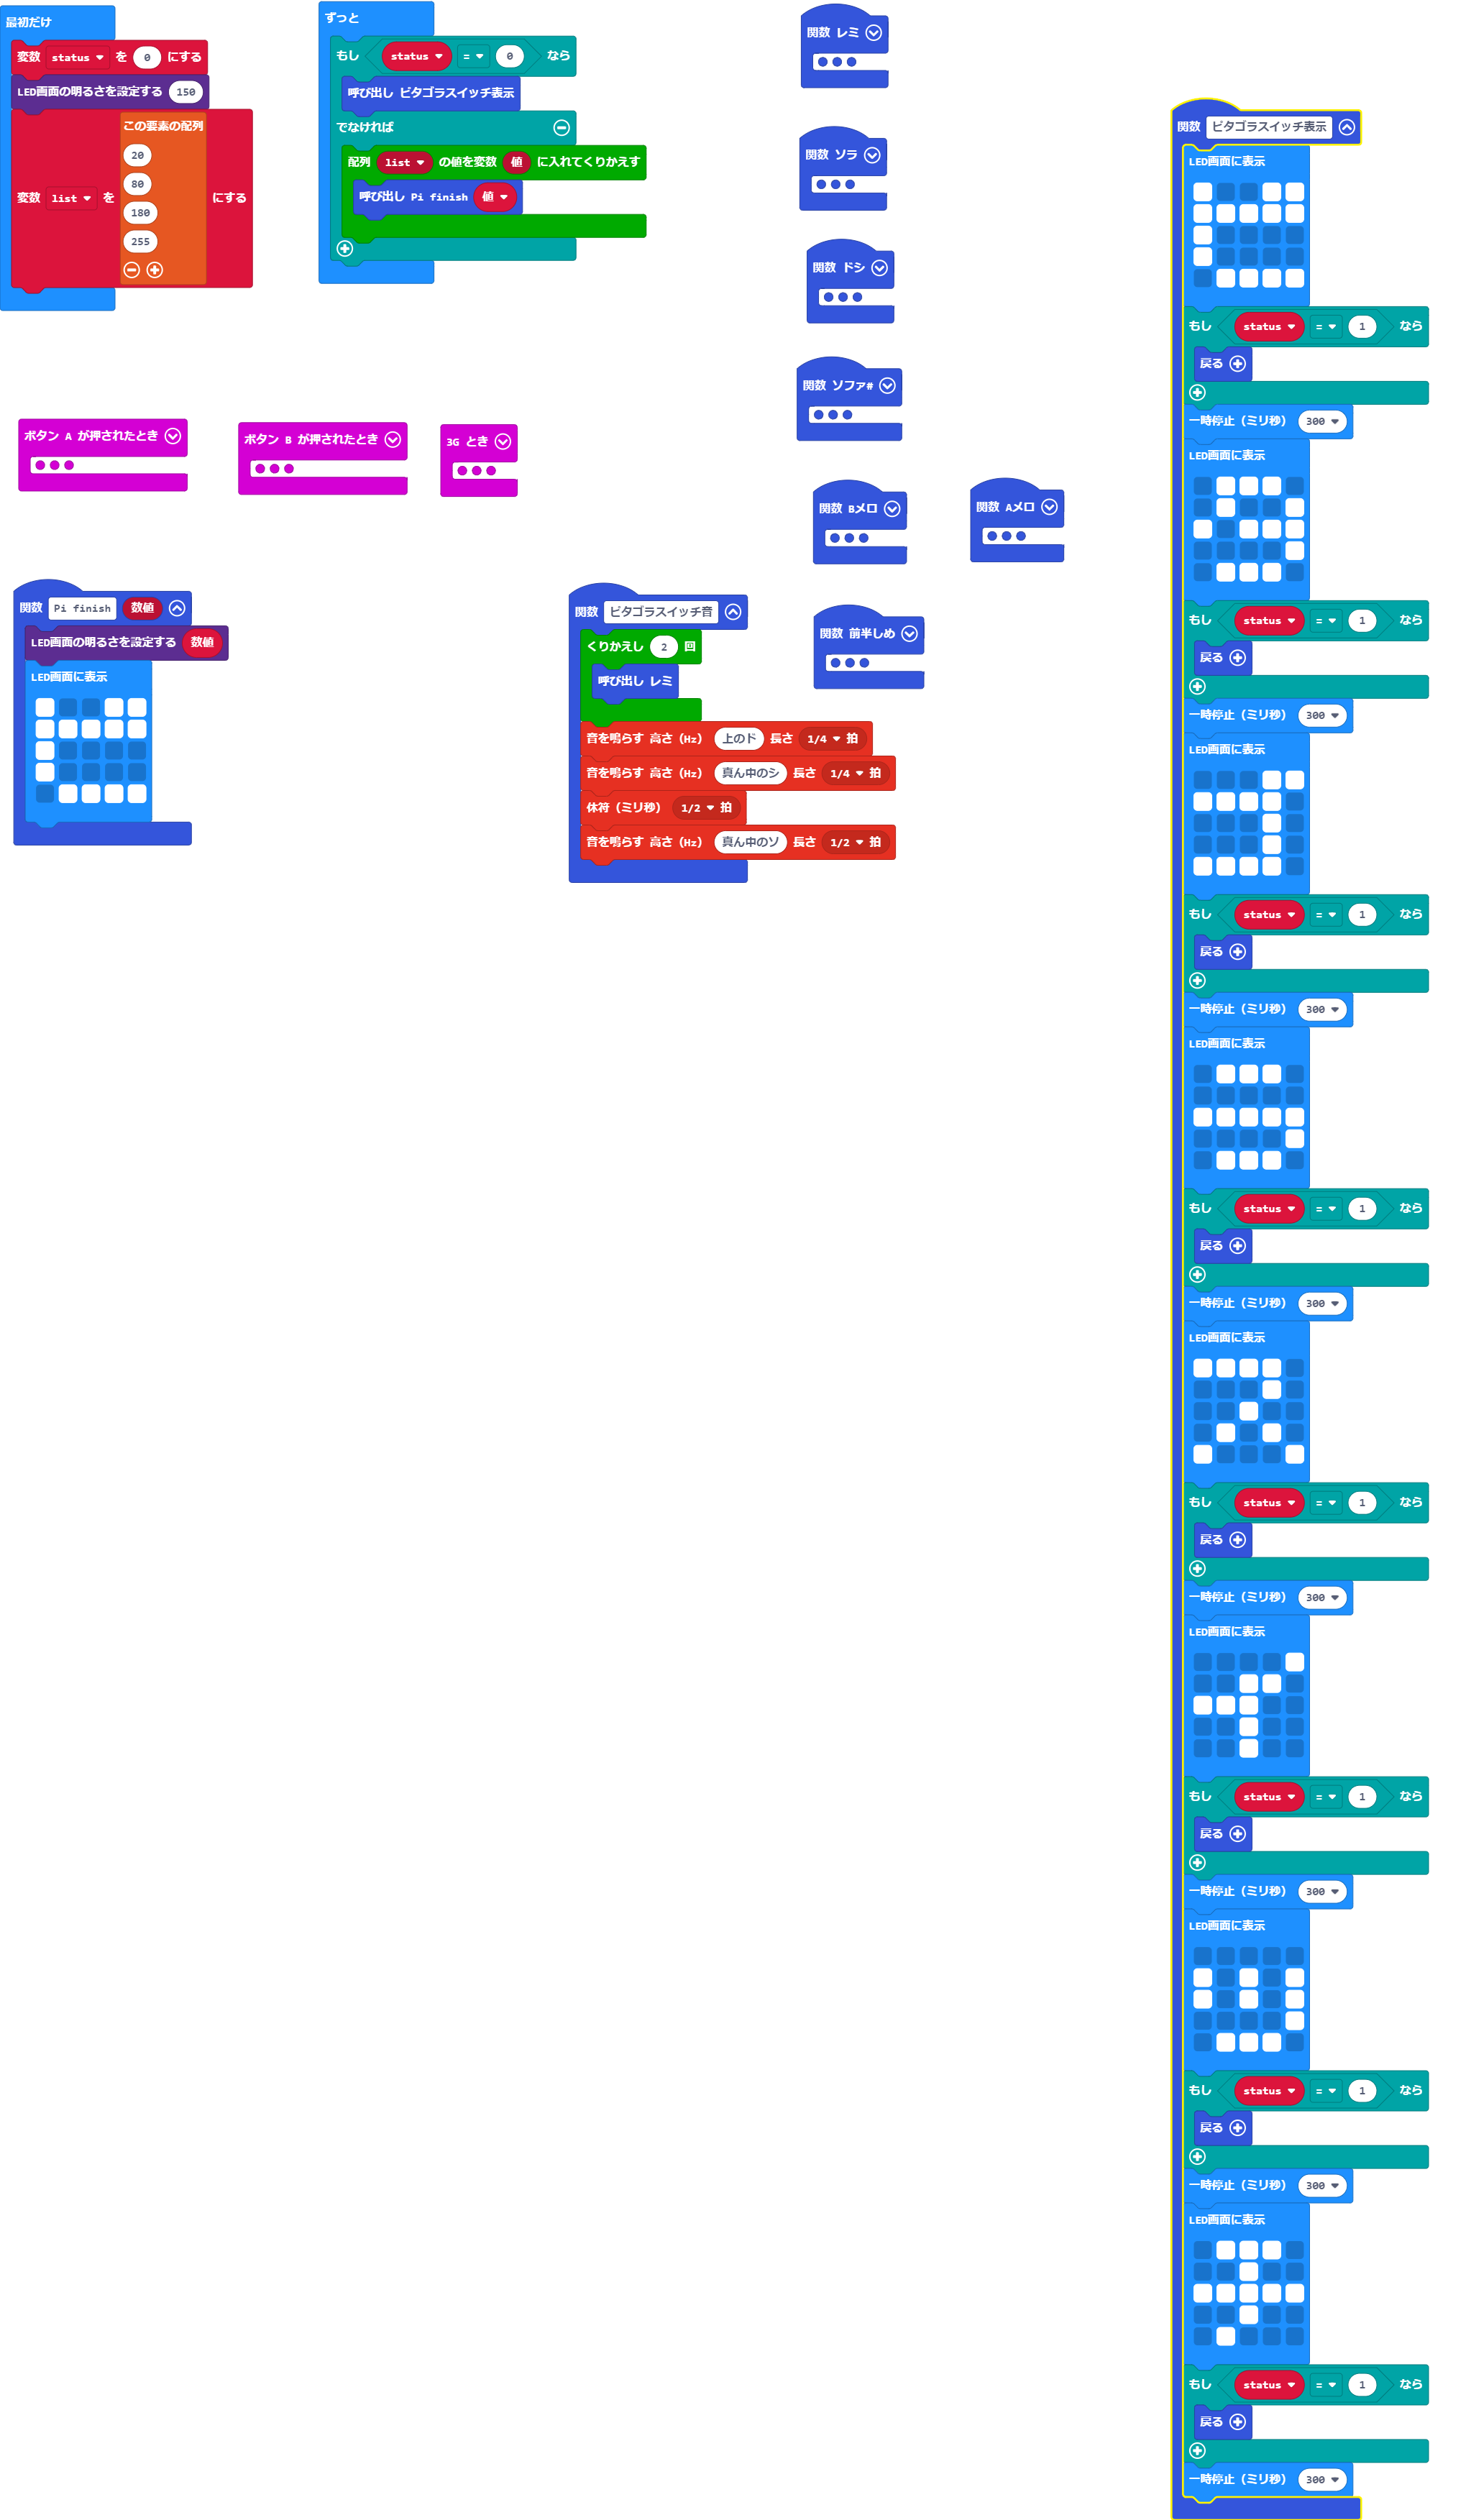 最初だけ
変数 status を 0 にする
LED画面の明るさを設定する 150
変数 list を この要素の配列 20 80 180 255 にする
ずっと
もし status = 0 なら
呼び出し ピタゴラスイッチ表示
でなければ
配列 list の値を変数 値 に入れてくりかえす
呼び出し Pi finish 値
ボタン A が押されたとき
ボタン B が押されたとき
3G とき
関数 Pi finish 数値
LED画面の明るさを設定する 数値
LED画面に表示
関数 ピタゴラスイッチ音
くりかえし 2 回
呼び出し レミ
音を鳴らす 高さ (Hz) 上のド 長さ 1/4 拍
音を鳴らす 高さ (Hz) 真ん中のシ 長さ 1/4 拍
休符 (ミリ秒) 1/2 拍
音を鳴らす 高さ (Hz) 真ん中のソ 長さ 1/2 拍
関数 レミ
関数 ソラ
関数 ドシ
関数 ソファ#
関数 Bメロ
関数 Aメロ
関数 前半しめ
関数 ピタゴラスイッチ表示
LED画面に表示
もし status = 1 なら
戻る
一時停止 (ミリ秒) 300
LED画面に表示
もし status = 1 なら
戻る
一時停止 (ミリ秒) 300
LED画面に表示
もし status = 1 なら
戻る
一時停止 (ミリ秒) 300
LED画面に表示
もし status = 1 なら
戻る
一時停止 (ミリ秒) 300
LED画面に表示
もし status = 1 なら
戻る
一時停止 (ミリ秒) 300
LED画面に表示
もし status = 1 なら
戻る
一時停止 (ミリ秒) 300
LED画面に表示
もし status = 1 なら
戻る
一時停止 (ミリ秒) 300
LED画面に表示
もし status = 1 なら
戻る
一時停止 (ミリ秒) 300